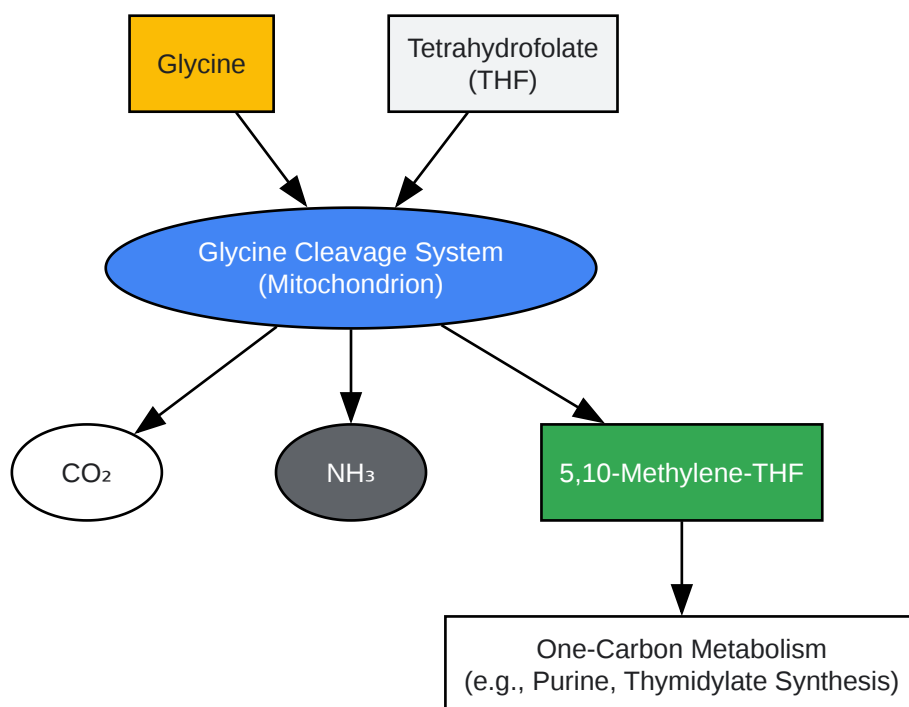 Glycine
Tetrahydrofolate
(THF)
Glycine Cleavage System
(Mitochondrion)
CO₂
NH₃
5,10-Methylene-THF
One-Carbon Metabolism
(e.g., Purine, Thymidylate Synthesis)